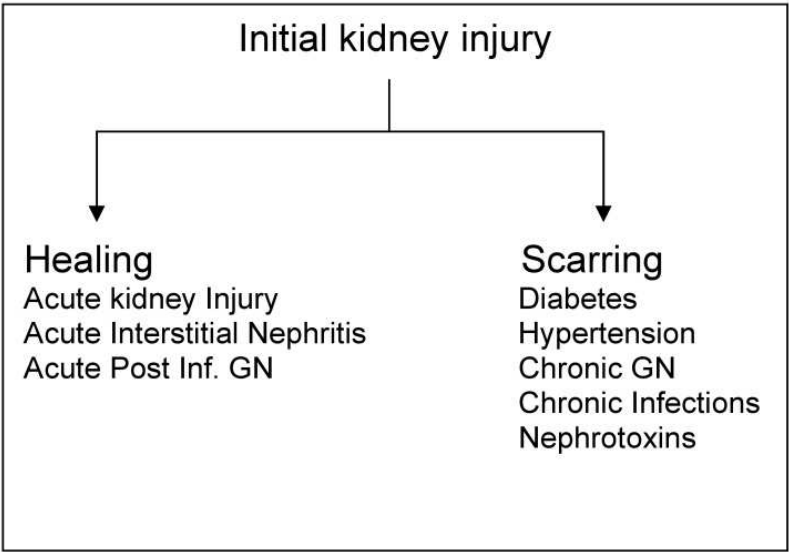 Initial kidney injury
Healing
Acute kidney Injury
Acute Interstitial Nephritis
Acute Post Inf. GN
Scarring
Diabetes
Hypertension
Chronic GN
Chronic Infections
Nephrotoxins